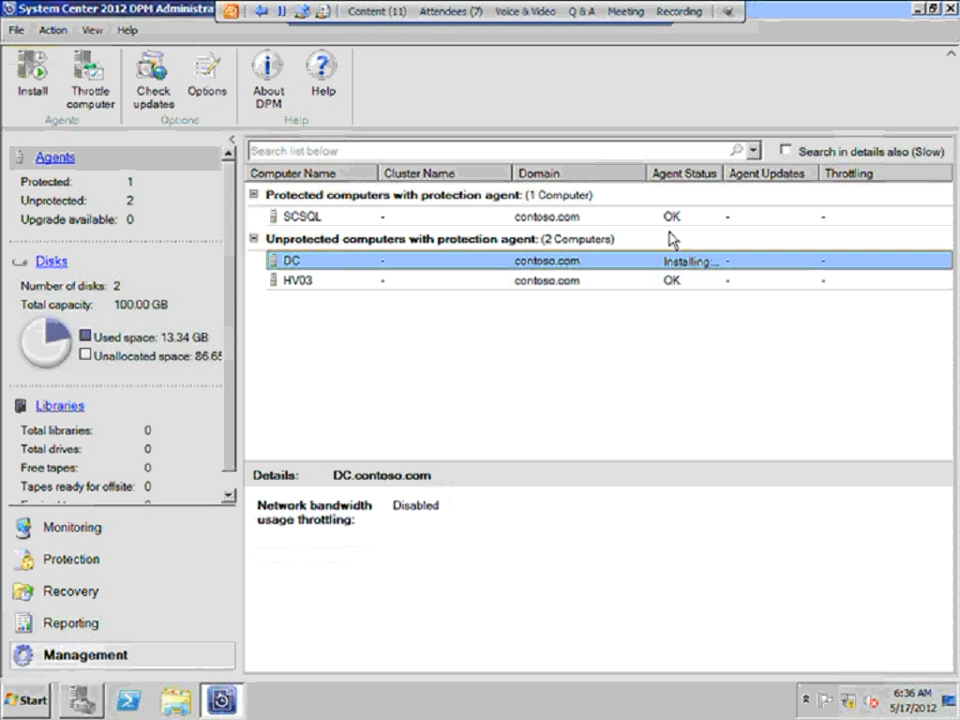 System Center 2012 DPM Administra
Content (11) Attendees (7) Voice & Video Q & A Meeting Recording
File Action View Help
Install Throttle computer Check updates Options About DPM Help
Agents Options Help
Search list below Search in details also (Slow)
Computer Name Cluster Name Domain Agent Status Agent Updates Throttling
Protected computers with protection agent: (1 Computer)
SCSQL - contoso.com OK - -
Unprotected computers with protection agent: (2 Computers)
DC - contoso.com Installing... - -
HV03 - contoso.com OK - -
Agents
Protected: 1
Unprotected: 2
Upgrade available: 0
Disks
Number of disks: 2
Total capacity: 100.00 GB
Used space: 13.34 GB
Unallocated space: 86.65
Libraries
Total libraries: 0
Total drives: 0
Free tapes: 0
Tapes ready for offsite: 0
Details: DC.contoso.com
Network bandwidth usage throttling: Disabled
Monitoring
Protection
Recovery
Reporting
Management
Start
6:36 AM
5/17/2012